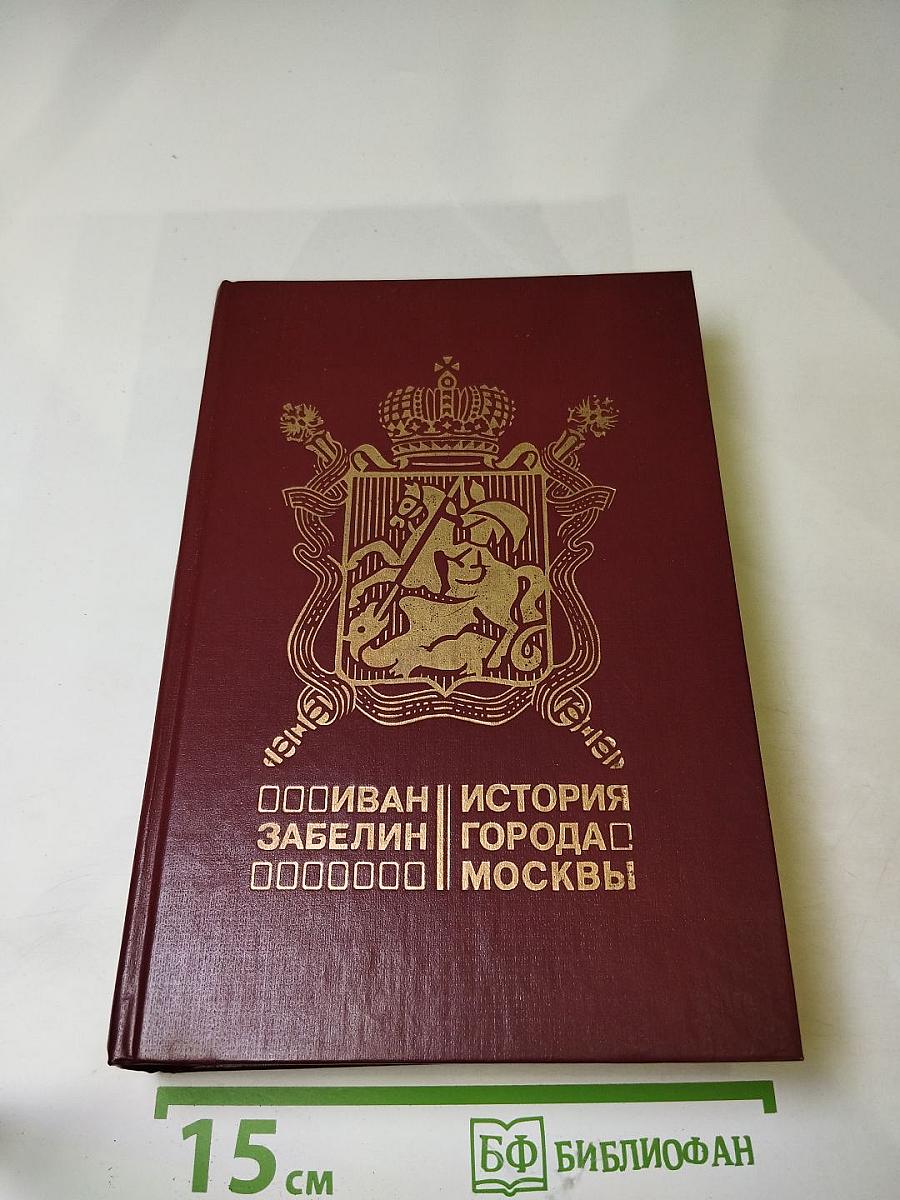 ИВАН
ЗАБЕЛИН
ИСТОРИЯ
ГОРОДА
МОСКВЫ
15 см
БФ БИБЛИОФАН